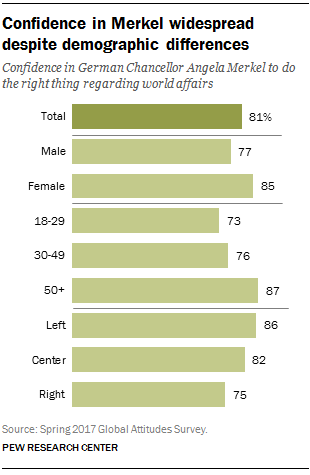 Confidence in Merkel widespread
despite demographic differences
Confidence in German Chancellor Angela Merkel to do
the right thing regarding world affairs
Total 81%
Male 77
Female 85
18-29 73
30-49 76
50+ 87
Left 86
Center 82
Right 75
Source: Spring 2017 Global Attitudes Survey.
PEW RESEARCH CENTER